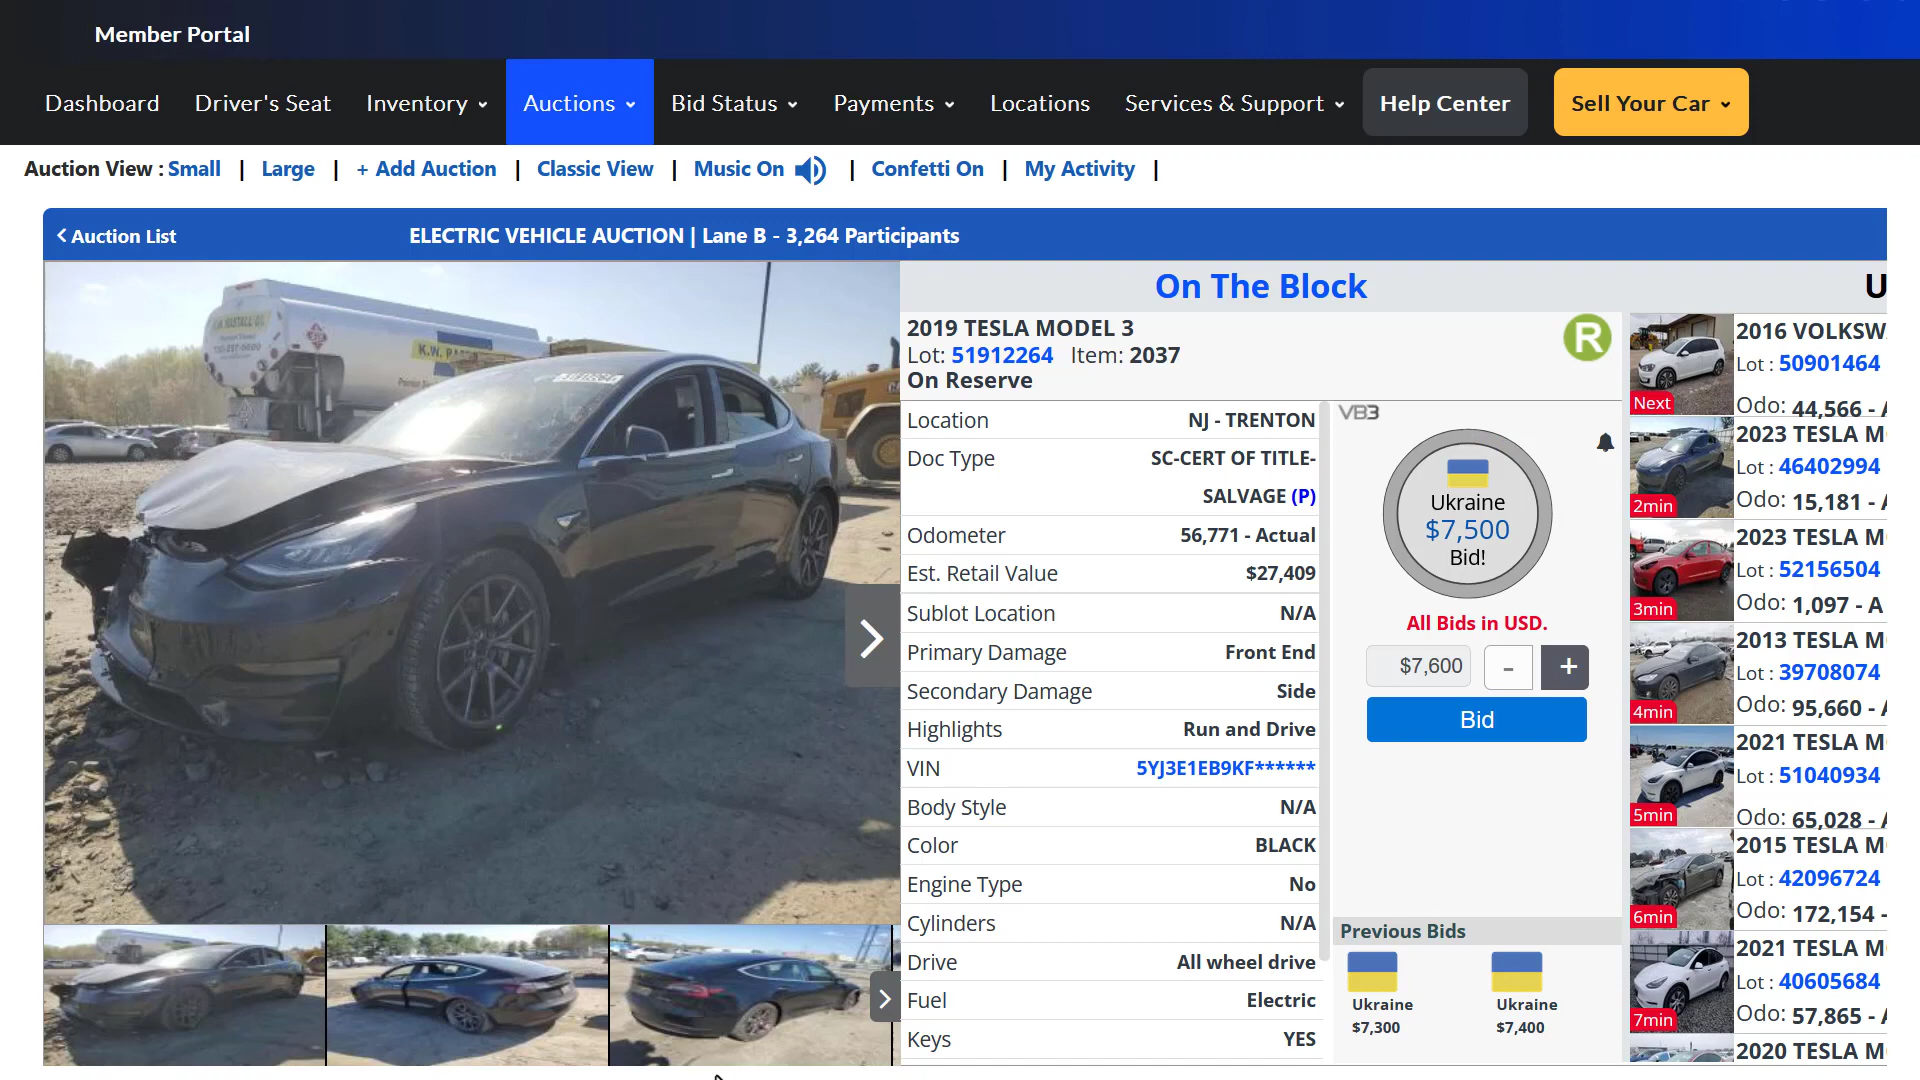 Member Portal
Dashboard Driver's Seat Inventory Auctions Bid Status Payments Locations Services & Support Help Center Sell Your Car
Auction View : Small | Large | + Add Auction | Classic View | Music On | Confetti On | My Activity |
Auction List
ELECTRIC VEHICLE AUCTION | Lane B - 3,264 Participants
On The Block
2019 TESLA MODEL 3
Lot: 51912264 Item: 2037
On Reserve
R
Location NJ - TRENTON
Doc Type SC-CERT OF TITLE-
SALVAGE (P)
Odometer 56,771 - Actual
Est. Retail Value $27,409
Sublot Location N/A
Primary Damage Front End
Secondary Damage Side
Highlights Run and Drive
VIN 5YJ3E1EB9KF******
Body Style N/A
Color BLACK
Engine Type No
Cylinders N/A
Drive All wheel drive
Fuel Electric
Keys YES
VB3
Ukraine
$7,500
Bid!
All Bids in USD.
$7,600 - +
Bid
Previous Bids
Ukraine
$7,300
Ukraine
$7,400
U
2016 VOLKSW
Lot : 50901464
Odo: 44,566 - A
Next
2023 TESLA M
Lot : 46402994
Odo: 15,181 - A
2min
2023 TESLA M
Lot : 52156504
Odo: 1,097 - A
3min
2013 TESLA M
Lot : 39708074
Odo: 95,660 - A
4min
2021 TESLA M
Lot : 51040934
Odo: 65,028 - A
5min
2015 TESLA M
Lot : 42096724
Odo: 172,154 -
6min
2021 TESLA M
Lot : 40605684
Odo: 57,865 - A
7min
2020 TESLA M